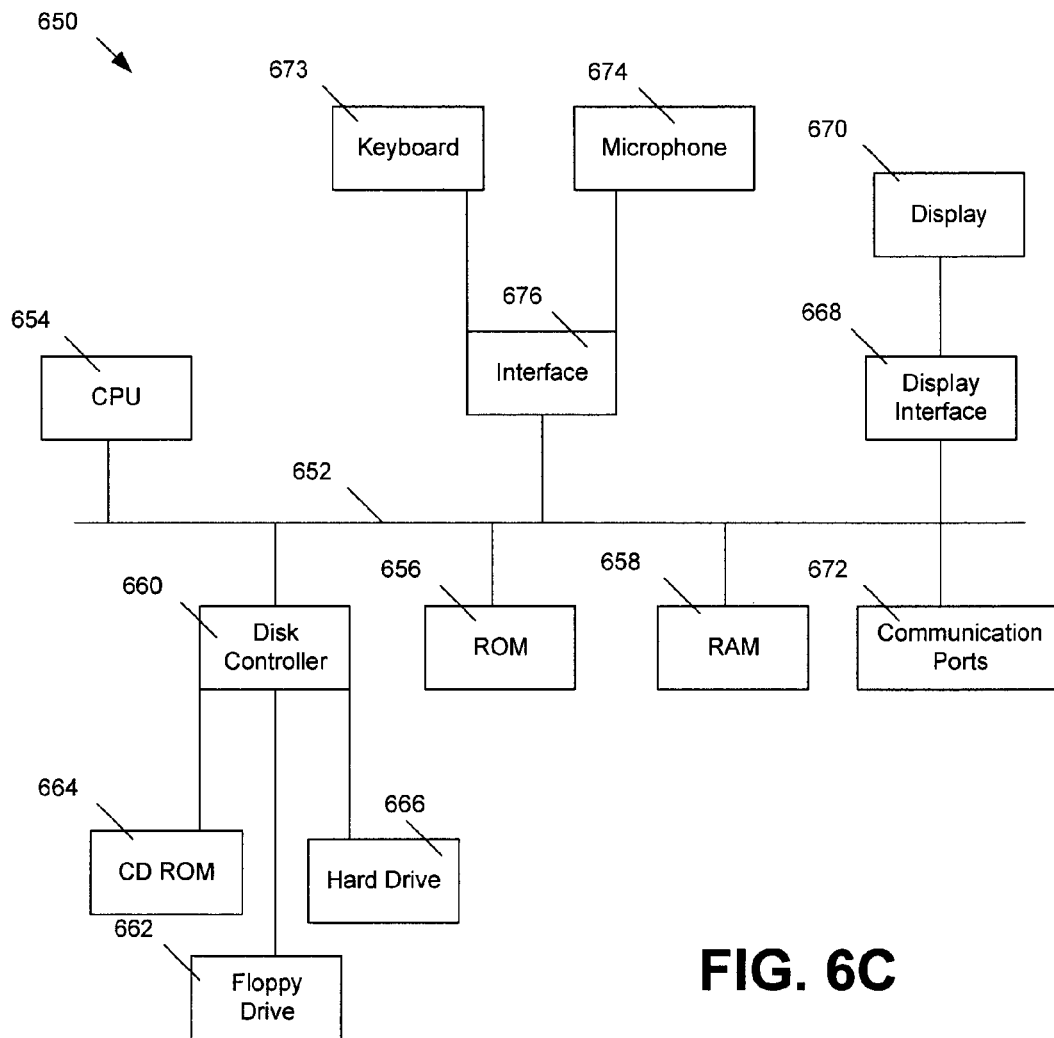 650
673
674
Keyboard
Microphone
670
Display
676
654
668
Interface
CPU
Display
Interface
652
660
656
658
672
Disk
Controller
ROM
RAM
Communication
Ports
664
666
CD ROM
Hard Drive
662
Floppy
Drive
FIG. 6C